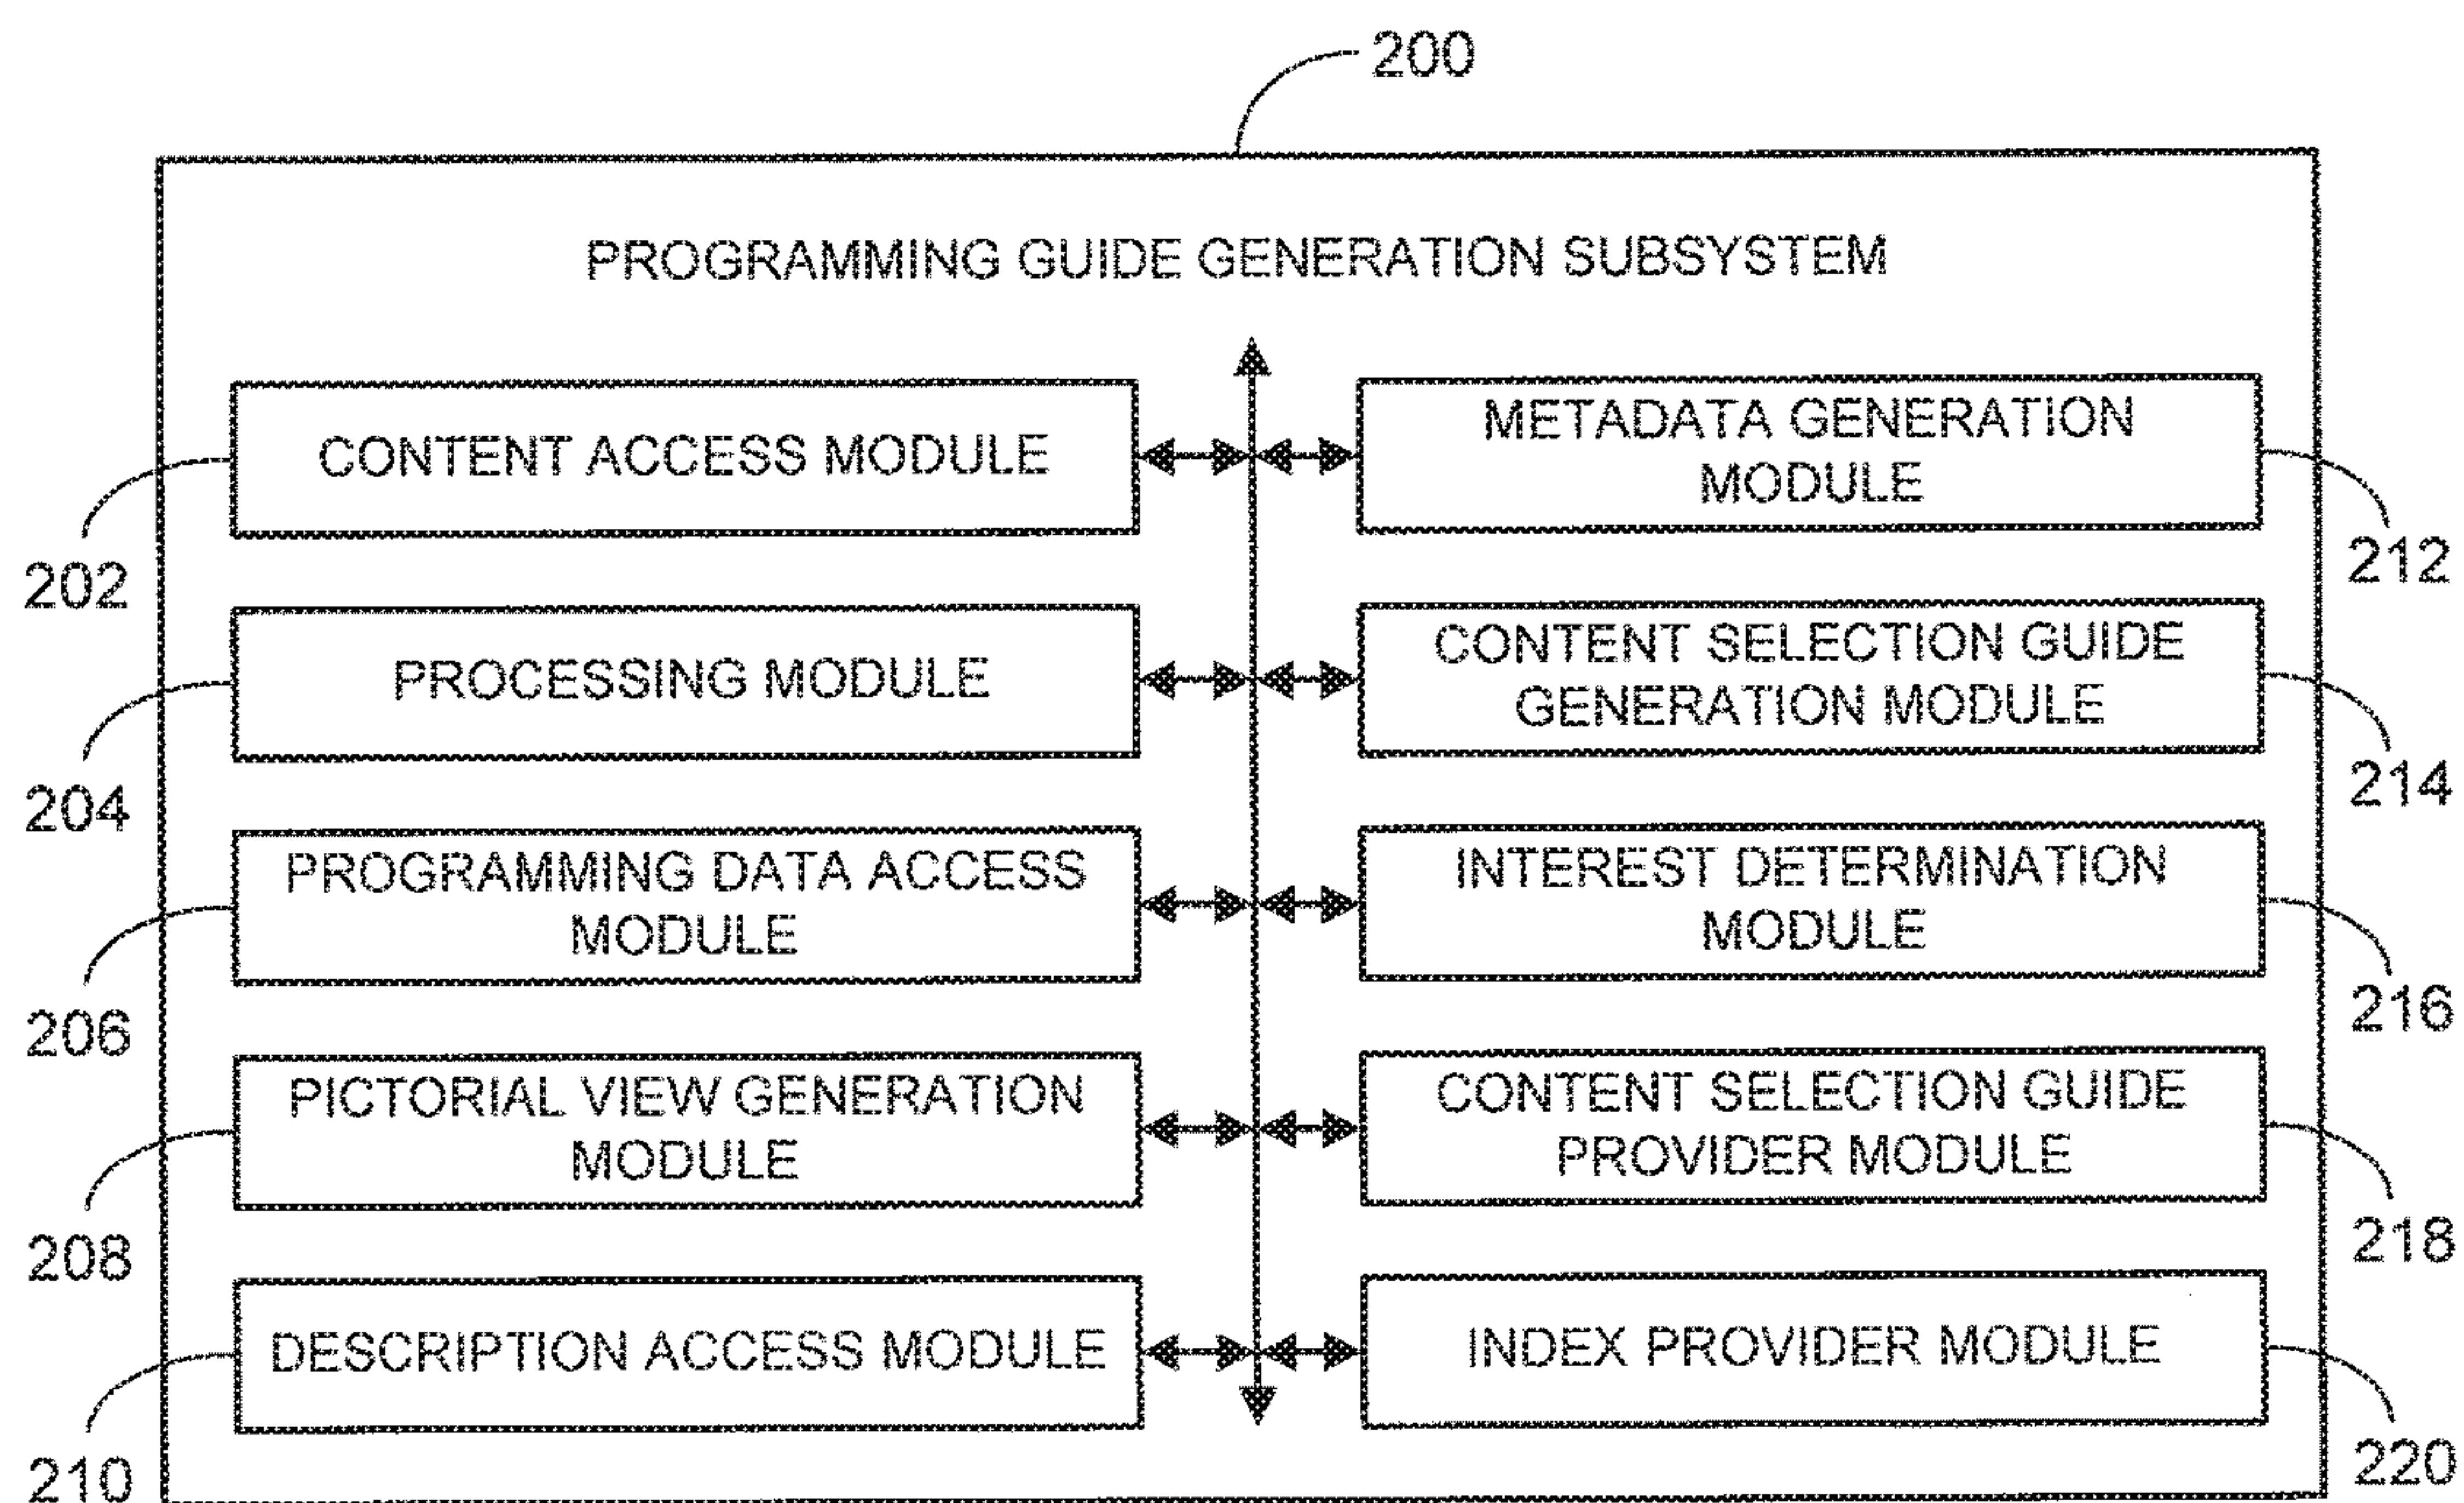 200
PROGRAMMING GUIDE GENERATION SUBSYSTEM
CONTENT ACCESS MODULE
202
PROCESSING MODULE
204
PROGRAMMING DATA ACCESS
MODULE
206
PICTORIAL VIEW GENERATION
MODULE
208
DESCRIPTION ACCESS MODULE
210
METADATA GENERATION
MODULE
212
CONTENT SELECTION GUIDE
GENERATION MODULE
214
INTEREST DETERMINATION
MODULE
216
CONTENT SELECTION GUIDE
PROVIDER MODULE
218
INDEX PROVIDER MODULE
220